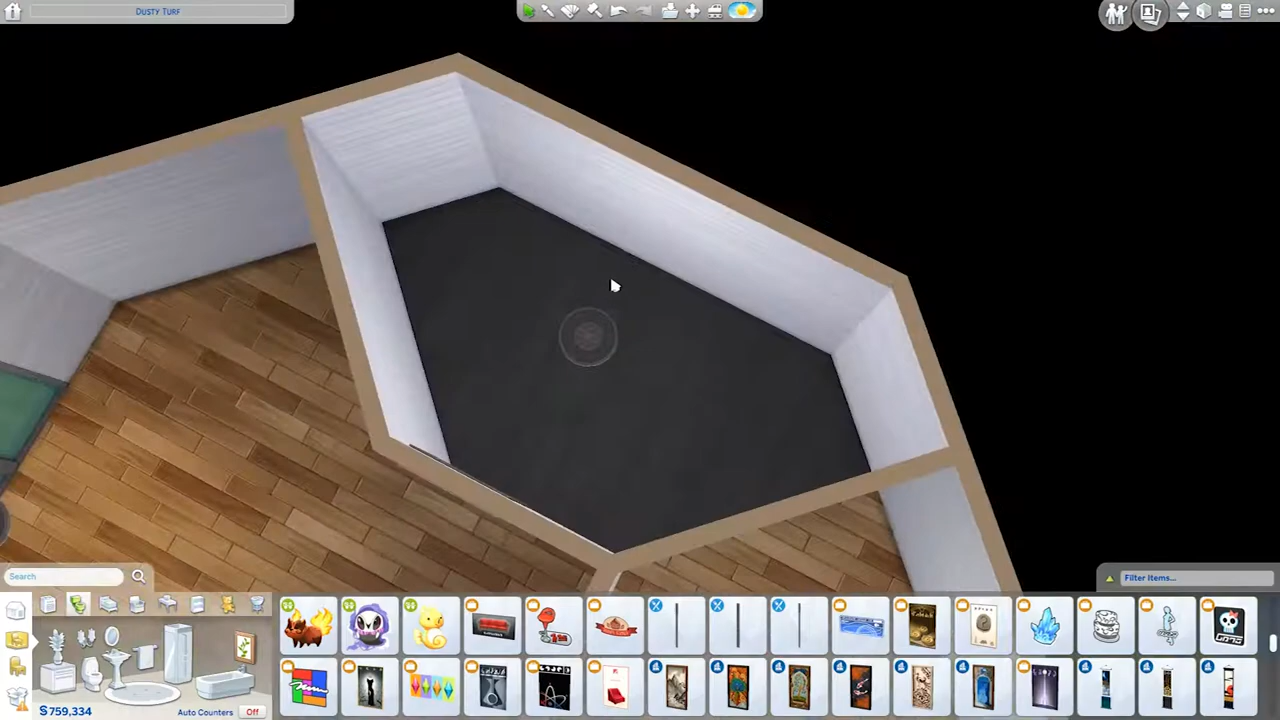 DUSTY TURF
Search
Filter Items...
§759,334
Auto Counters Off